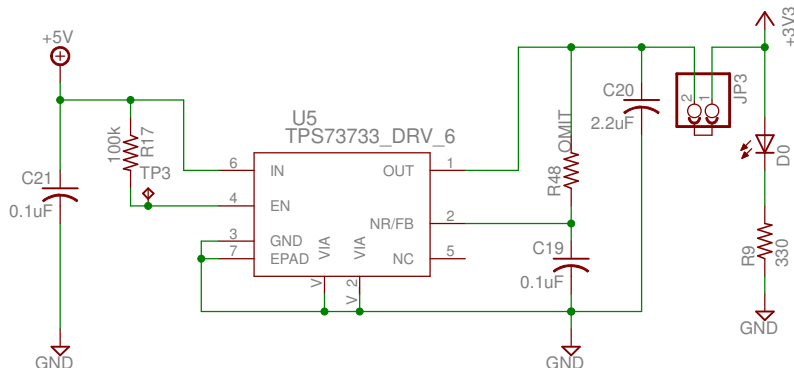 +5V
+3V3
U5
TPS73733_DRV_6
C20
2.2uF
JP3
2
1
100k
R17
TP3
OMIT
R48
D0
C21
0.1uF
6
IN
OUT
1
4
EN
NR/FB
2
3
GND
7
EPAD
VIA
VIA
NC
5
V
V
2
C19
0.1uF
R9
330
GND
GND
GND